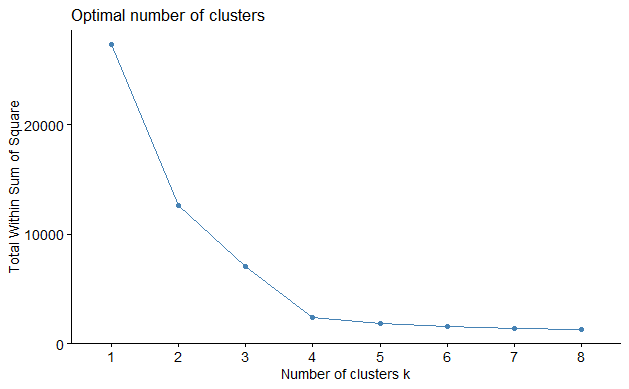 Optimal number of clusters
Total Within Sum of Square
20000
10000
0
1 2 3 4 5 6 7 8
Number of clusters k